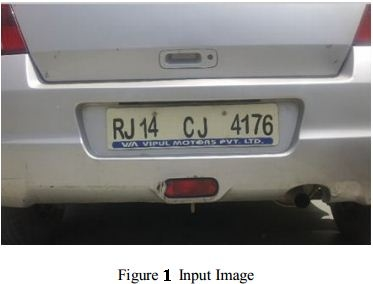 RJ14 CJ 4176
VIPUL MOTORS PVT. LTD.
Figure 1 Input Image